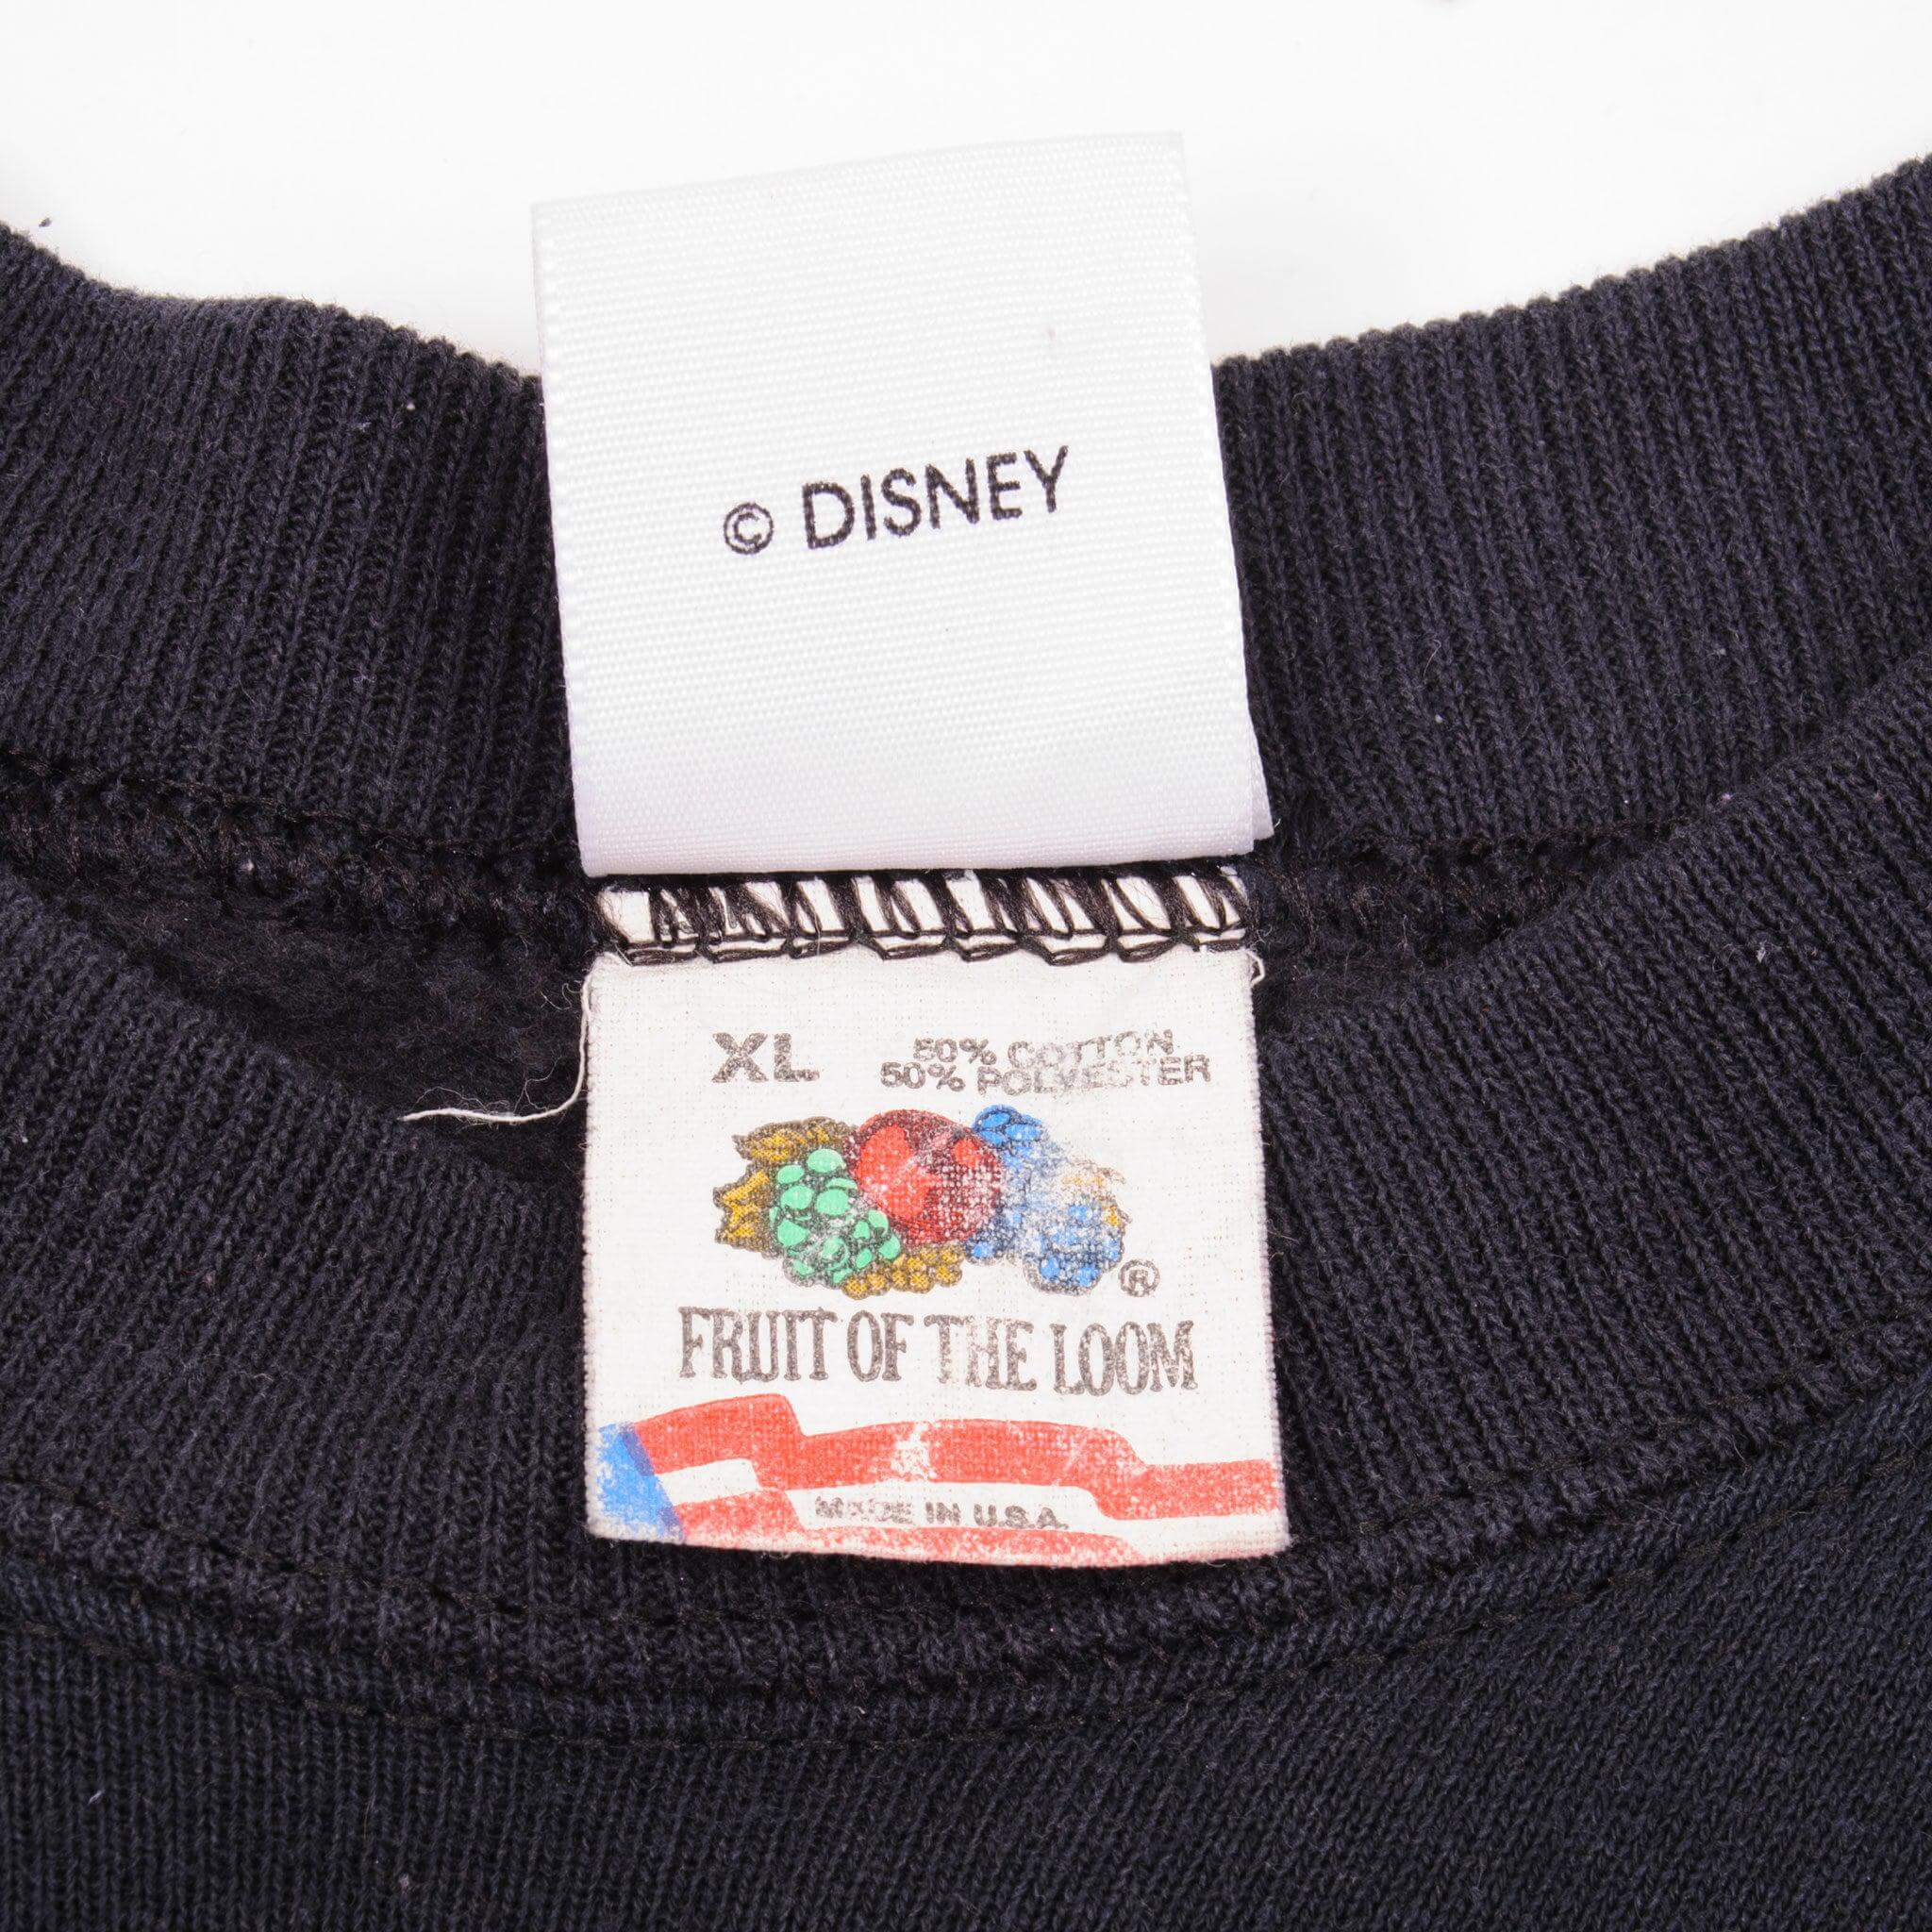 © DISNEY
XL
50% COTTON
50% POLYESTER
®
FRUIT OF THE LOOM
MADE IN U.S.A.